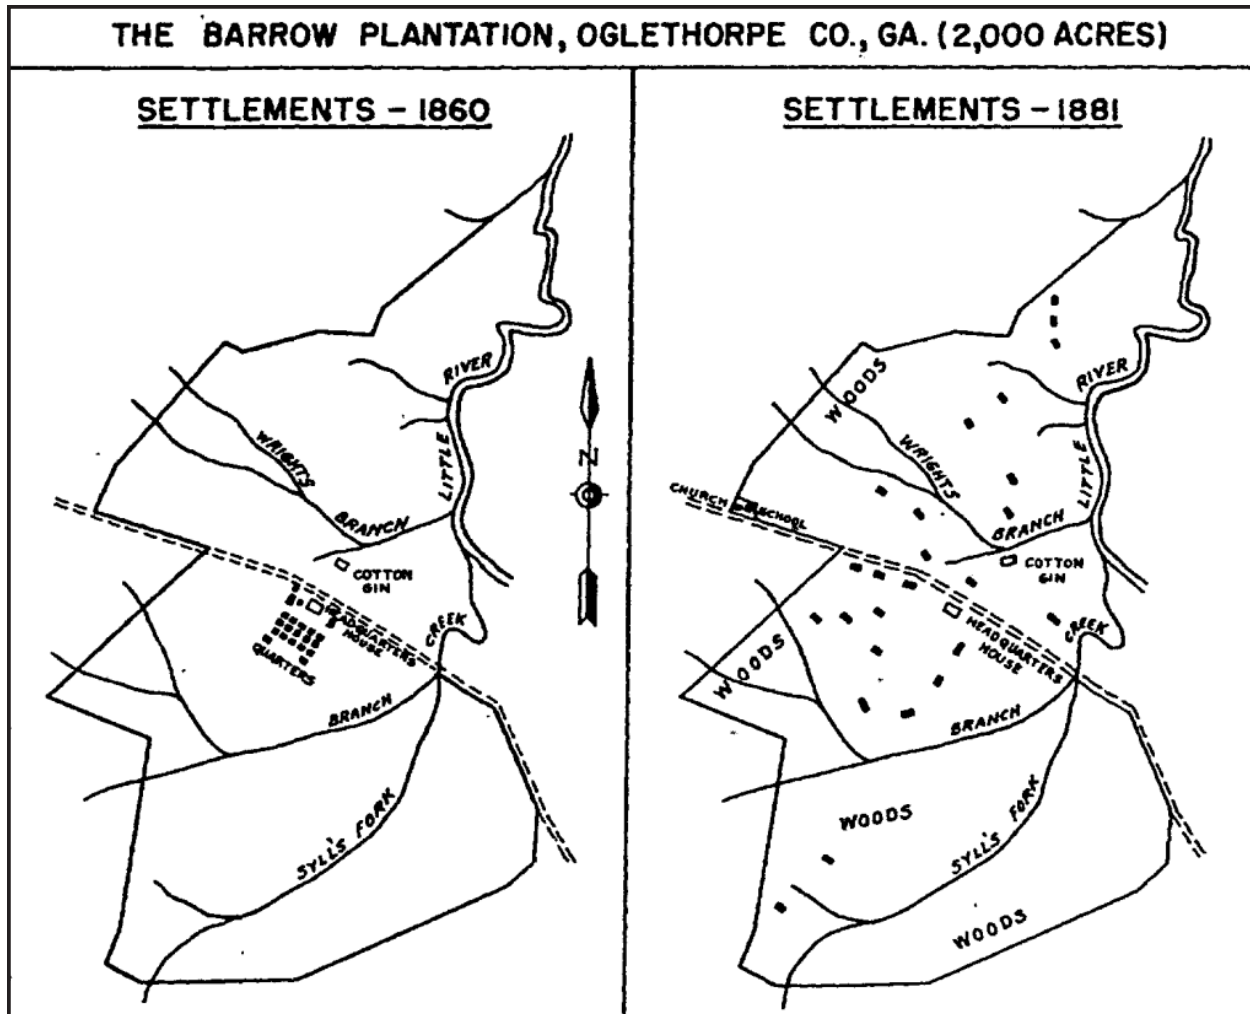 THE BARROW PLANTATION, OGLETHORPE CO., GA. (2,000 ACRES)
SETTLEMENTS - 1860
RIVER
WRIGHTS
LITTLE
BRANCH
N
COTTON
GIN
HEADQUARTERS
HOUSE
CREEK
QUARTERS
BRANCH
SYLL'S FORK
SETTLEMENTS - 1881
WOODS
RIVER
WRIGHTS
LITTLE
CHURCH
SCHOOL
BRANCH
COTTON
GIN
CREEK
HEADQUARTERS
HOUSE
WOODS
BRANCH
WOODS
SYLL'S FORK
WOODS